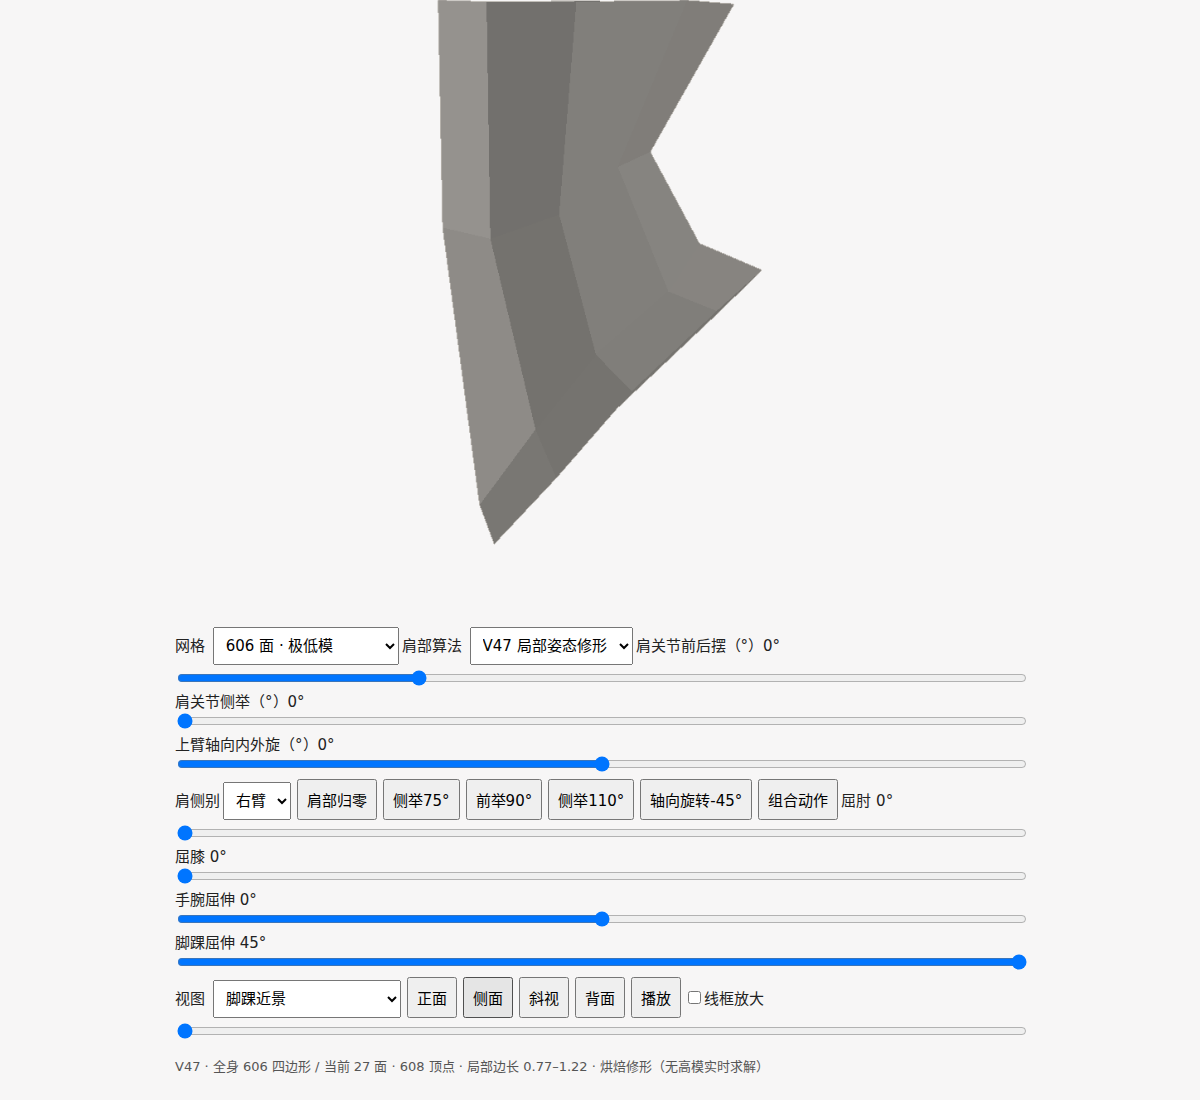 网格 606 面 · 极低模 肩部算法 V47 局部姿态修形 肩关节前后摆（°）0°
肩关节侧举（°）0°
上臂轴向内外旋（°）0°
肩侧别 右臂 肩部归零 侧举75° 前举90° 侧举110° 轴向旋转-45° 组合动作 屈肘 0°
屈膝 0°
手腕屈伸 0°
脚踝屈伸 45°
视图 脚踝近景 正面 侧面 斜视 背面 播放 线框放大
V47 · 全身 606 四边形 / 当前 27 面 · 608 顶点 · 局部边长 0.77–1.22 · 烘焙修形（无高模实时求解）